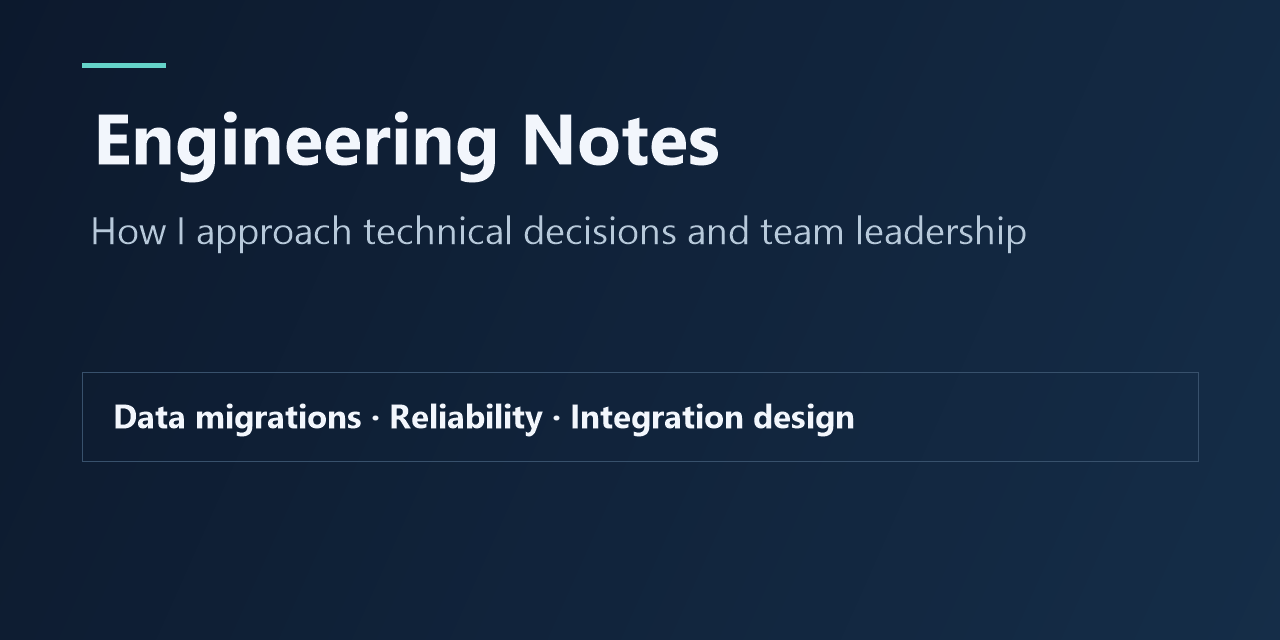 Engineering Notes
How I approach technical decisions and team leadership
Data migrations · Reliability · Integration design